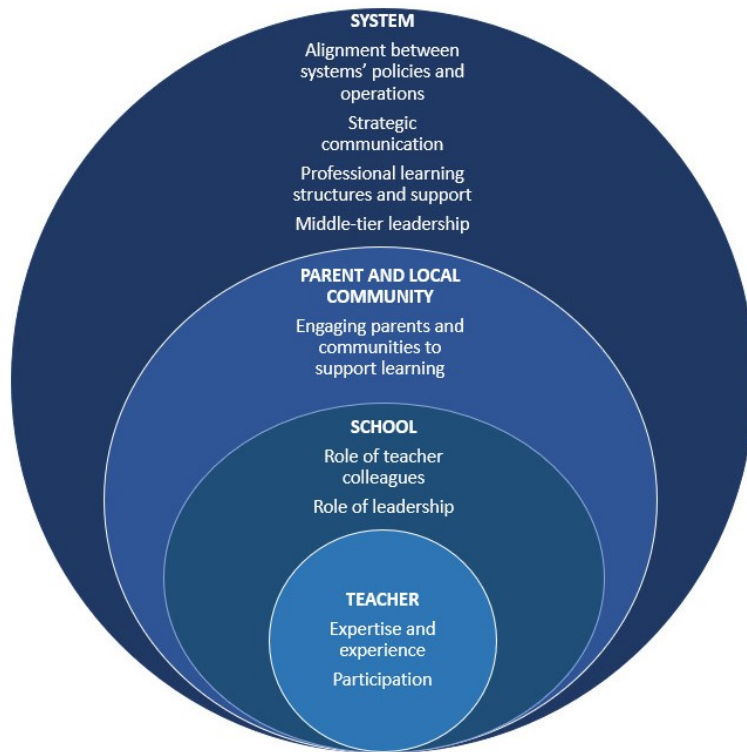 SYSTEM
Alignment between
systems’ policies and
operations
Strategic
communication
Professional learning
structures and support
Middle-tier leadership
PARENT AND LOCAL
COMMUNITY
Engaging parents and
communities to
support learning
SCHOOL
Role of teacher
colleagues
Role of leadership
TEACHER
Expertise and
experience
Participation